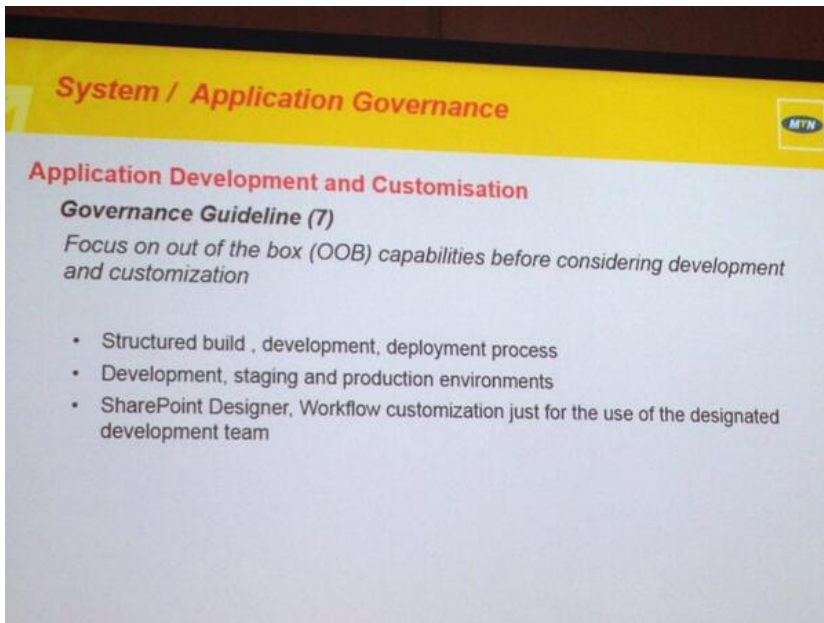 System / Application Governance
MTN
Application Development and Customisation
Governance Guideline (7)
Focus on out of the box (OOB) capabilities before considering development
and customization
• Structured build , development, deployment process
• Development, staging and production environments
• SharePoint Designer, Workflow customization just for the use of the designated
development team